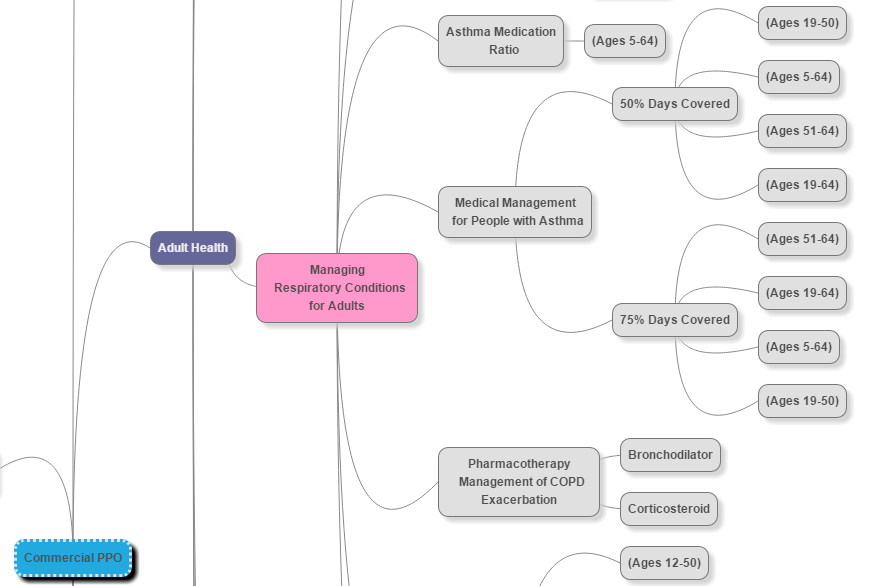 Asthma Medication
Ratio
(Ages 5-64)
(Ages 19-50)
(Ages 5-64)
50% Days Covered
(Ages 51-64)
(Ages 19-64)
Medical Management
for People with Asthma
Adult Health
Managing
Respiratory Conditions
for Adults
(Ages 51-64)
(Ages 19-64)
75% Days Covered
(Ages 5-64)
(Ages 19-50)
Pharmacotherapy
Management of COPD
Exacerbation
Bronchodilator
Corticosteroid
Commercial PPO
(Ages 12-50)